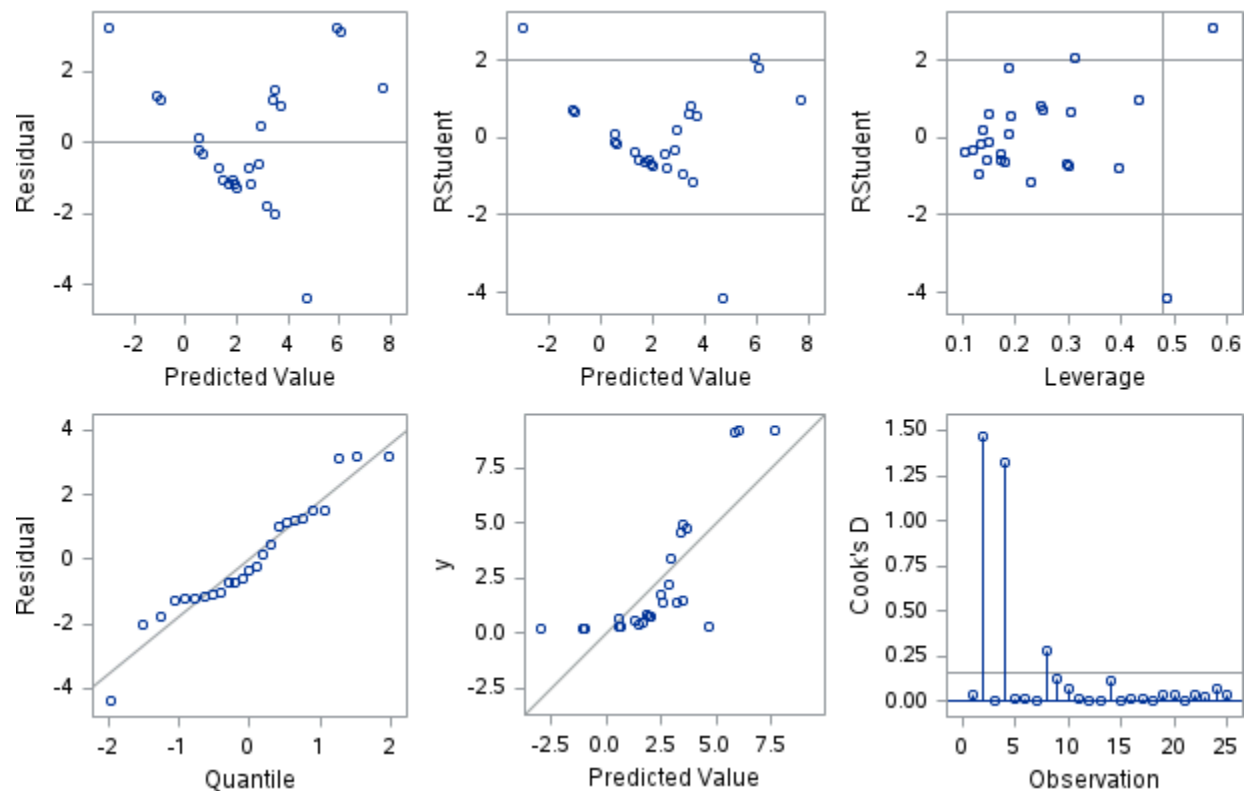 Residual
2
0
-2
-4
-2 0 2 4 6 8
Predicted Value
RStudent
2
0
-2
-4
-2 0 2 4 6 8
Predicted Value
RStudent
2
0
-2
-4
0.1 0.2 0.3 0.4 0.5 0.6
Leverage
Residual
4
2
0
-2
-4
-2 -1 0 1 2
Quantile
y
7.5
5.0
2.5
0.0
-2.5
-2.5 0.0 2.5 5.0 7.5
Predicted Value
Cook's D
1.50
1.25
1.00
0.75
0.50
0.25
0.00
0 5 10 15 20 25
Observation